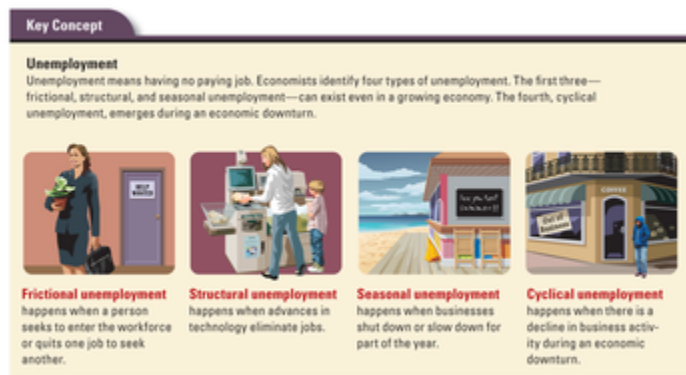 Key Concept
Unemployment
Unemployment means having no paying job. Economists identify four types of unemployment. The first three—
frictional, structural, and seasonal unemployment—can exist even in a growing economy. The fourth, cyclical
unemployment, emerges during an economic downturn.
HELP
WANTED
See you next
summer!!
COFFEE
Out of
Business
Frictional unemployment
happens when a person
seeks to enter the workforce
or quits one job to seek
another.
Structural unemployment
happens when advances in
technology eliminate jobs.
Seasonal unemployment
happens when businesses
shut down or slow down for
part of the year.
Cyclical unemployment
happens when there is a
decline in business activ-
ity during an economic
downturn.